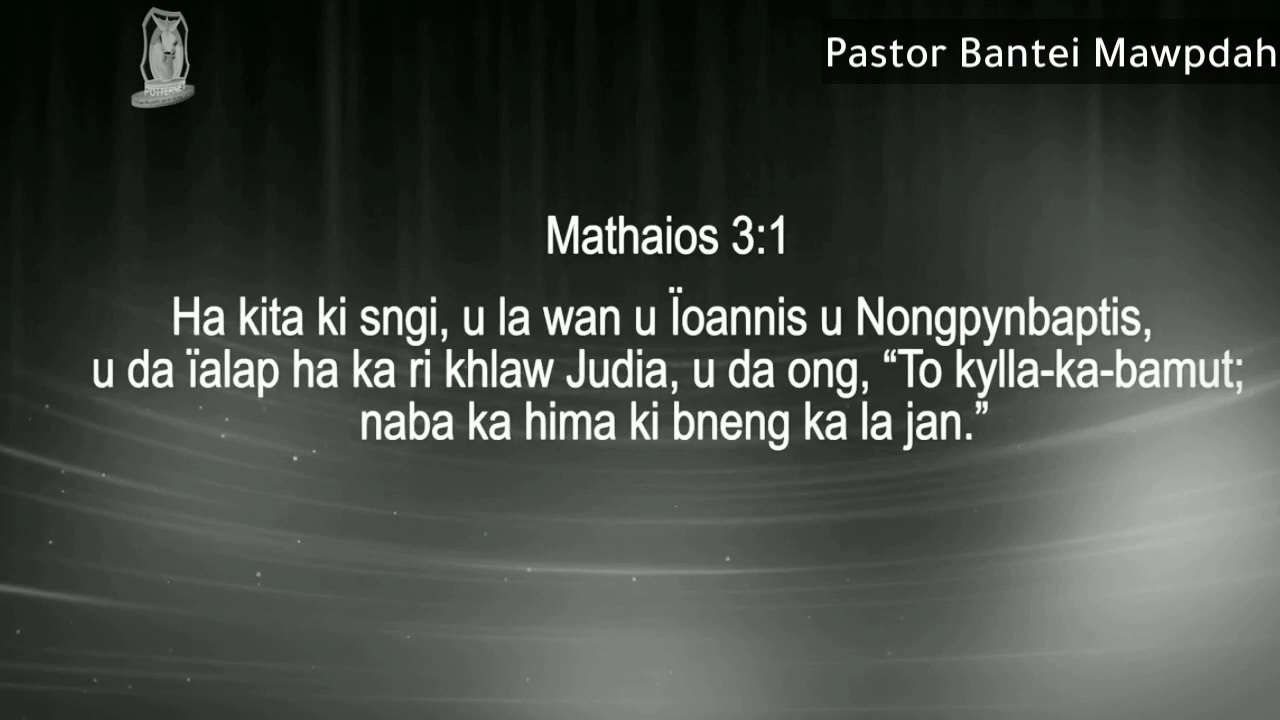 POTTERNET
Pastor Bantei Mawpdah
Mathaios 3:1
Ha kita ki sngi, u la wan u Ïoannis u Nongpynbaptis,
u da ïalap ha ka ri khlaw Judia, u da ong, “To kylla-ka-bamut;
naba ka hima ki bneng ka la jan.”